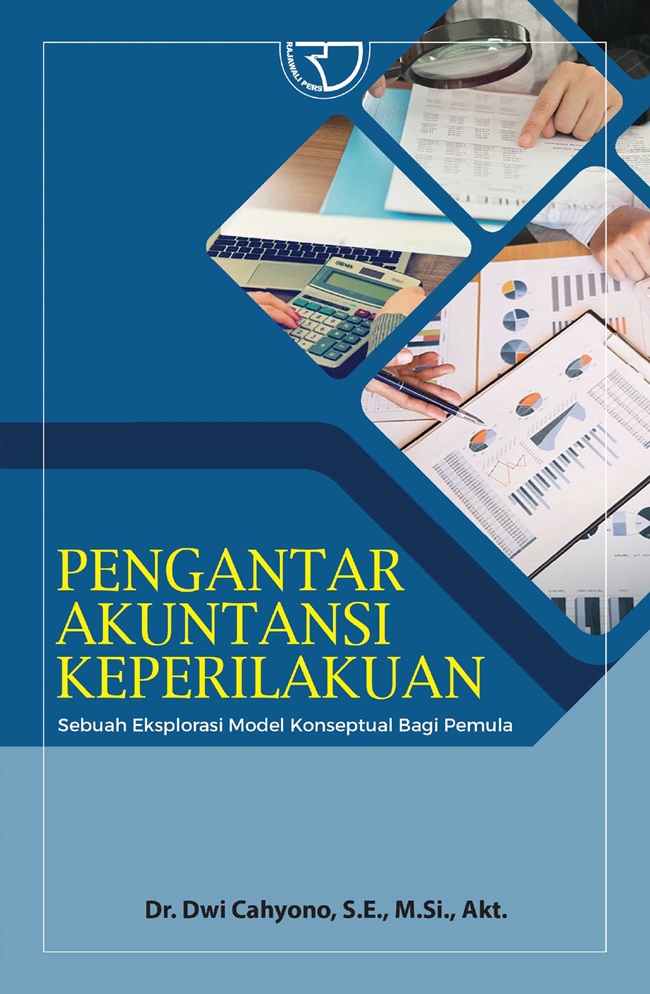 RAJAWALI PERS
PENGANTAR
AKUNTANSI
KEPERILAKUAN
Sebuah Eksplorasi Model Konseptual Bagi Pemula
Dr. Dwi Cahyono, S.E., M.Si., Akt.